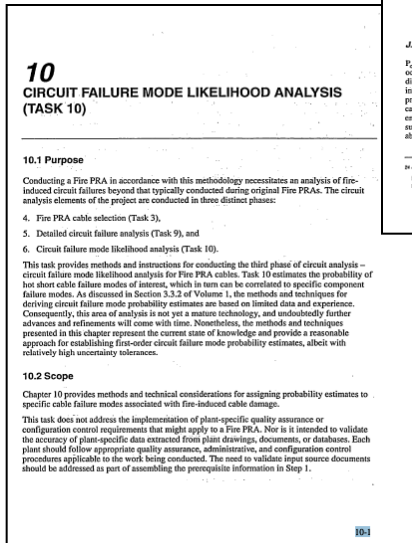 10
CIRCUIT FAILURE MODE LIKELIHOOD ANALYSIS
(TASK 10)
10.1 Purpose
Conducting a Fire PRA in accordance with this methodology necessitates an analysis of fire-
induced circuit failures beyond that typically conducted during original Fire PRAs. The circuit
analysis elements of the project are conducted in three distinct phases:
4. Fire PRA cable selection (Task 3),
5. Detailed circuit failure analysis (Task 9), and
6. Circuit failure mode likelihood analysis (Task 10).
This task provides methods and instructions for conducting the third phase of circuit analysis –
circuit failure mode likelihood analysis for Fire PRA cables. Task 10 estimates the probability of
hot short cable failure modes of interest, which in turn can be correlated to specific component
failure modes. As discussed in Section 3.3.2 of Volume 1, the methods and techniques for
deriving circuit failure mode probability estimates are based on limited data and experience.
Consequently, this area of analysis is not yet a mature technology, and undoubtedly further
advances and refinements will come with time. Nonetheless, the methods and techniques
presented in this chapter represent the current state of knowledge and provide a reasonable
approach for establishing first-order circuit failure mode probability estimates, albeit with
relatively high uncertainty tolerances.
10.2 Scope
Chapter 10 provides methods and technical considerations for assigning probability estimates to
specific cable failure modes associated with fire-induced cable damage.
This task does not address the implementation of plant-specific quality assurance or
configuration control requirements that might apply to a Fire PRA. Nor is it intended to validate
the accuracy of plant-specific data extracted from plant drawings, documents, or databases. Each
plant should follow appropriate quality assurance, administrative, and configuration control
procedures applicable to the work being conducted. The need to validate input source documents
should be addressed as part of assembling the prerequisite information in Step 1.
10-1